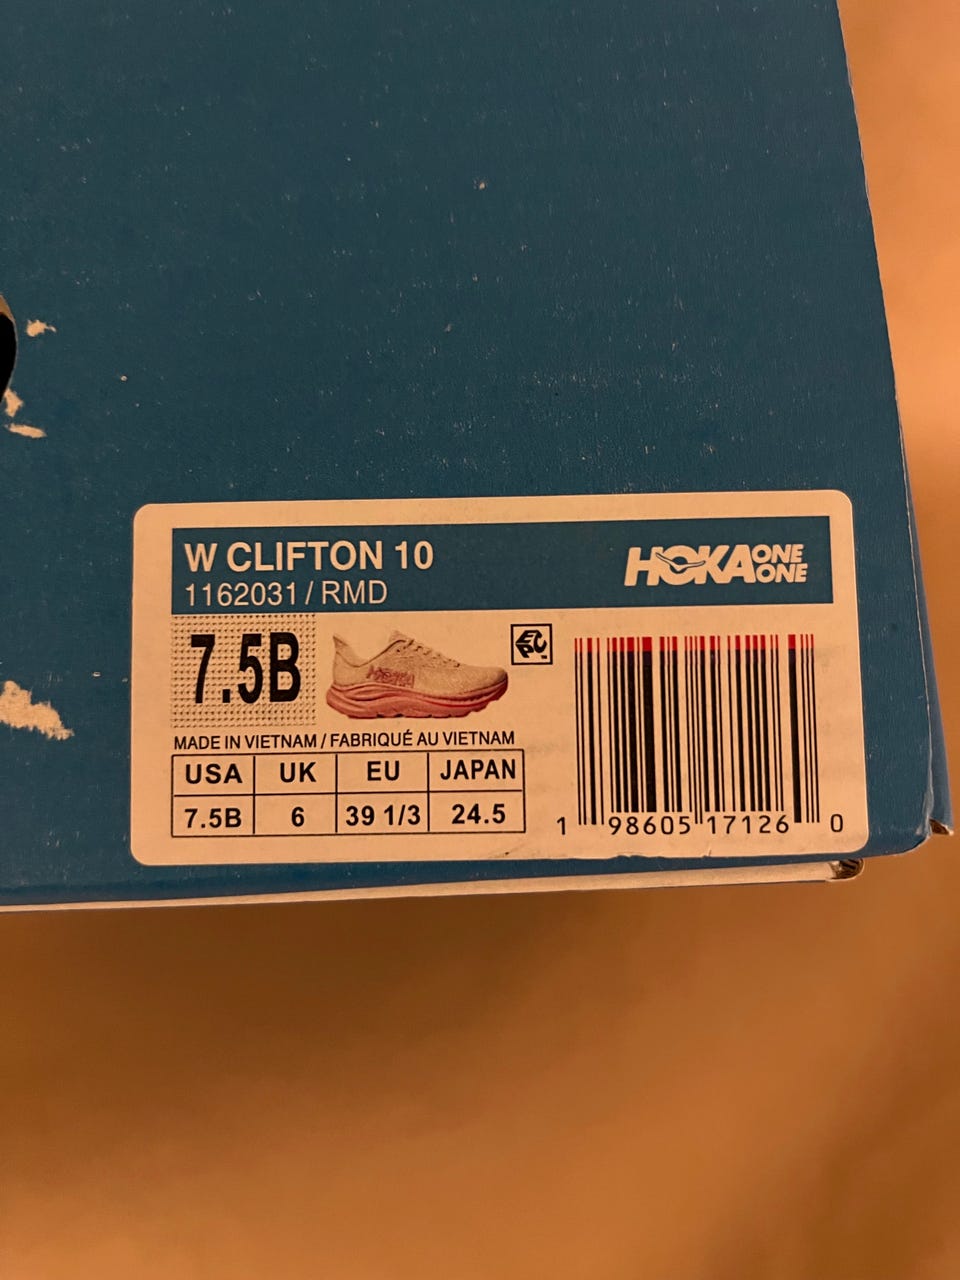 W CLIFTON 10
1162031 / RMD
HOKA ONE ONE
7.5B
HOKA
MADE IN VIETNAM / FABRIQUÉ AU VIETNAM
USA UK EU JAPAN
7.5B 6 39 1/3 24.5
1 98605 17126 0